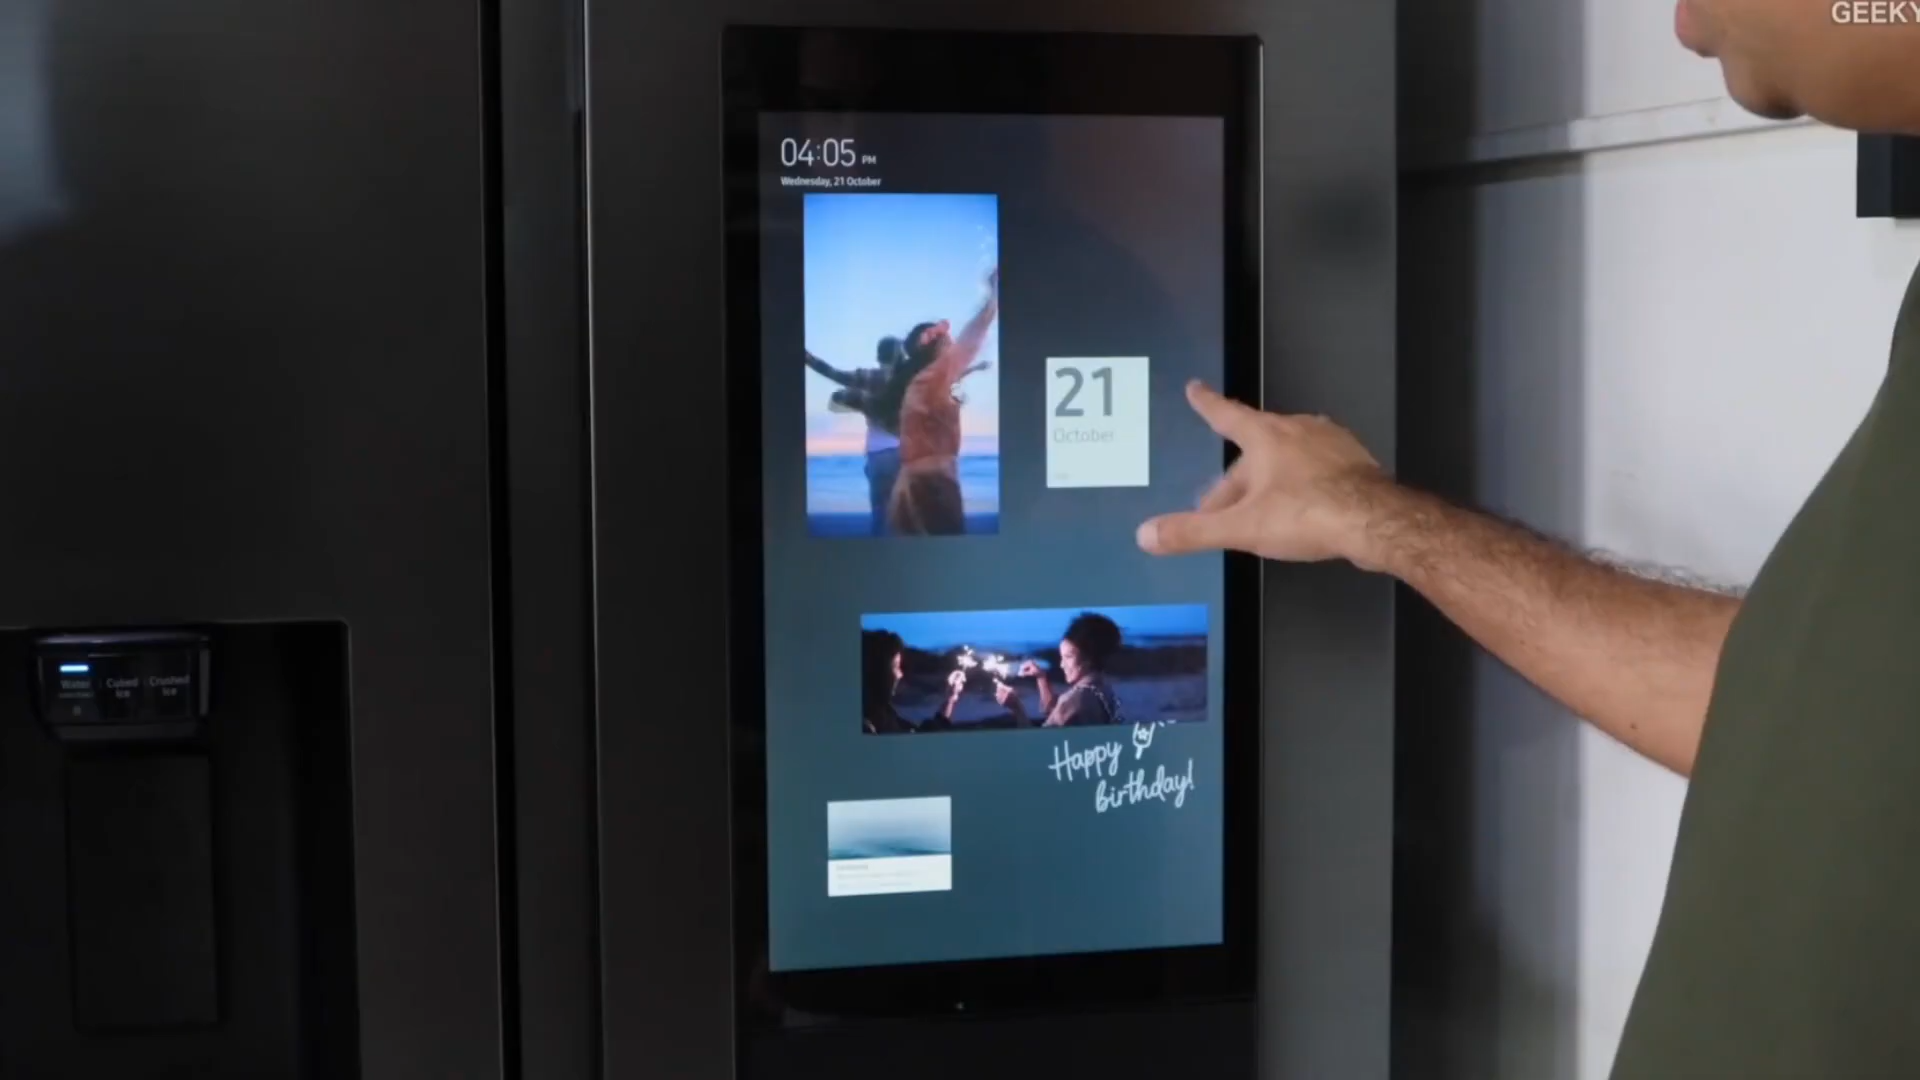 GEEKY
04:05 PM
Wednesday, 21 October
21
October
Water
Cubed Ice
Crushed Ice
Happy
birthday!